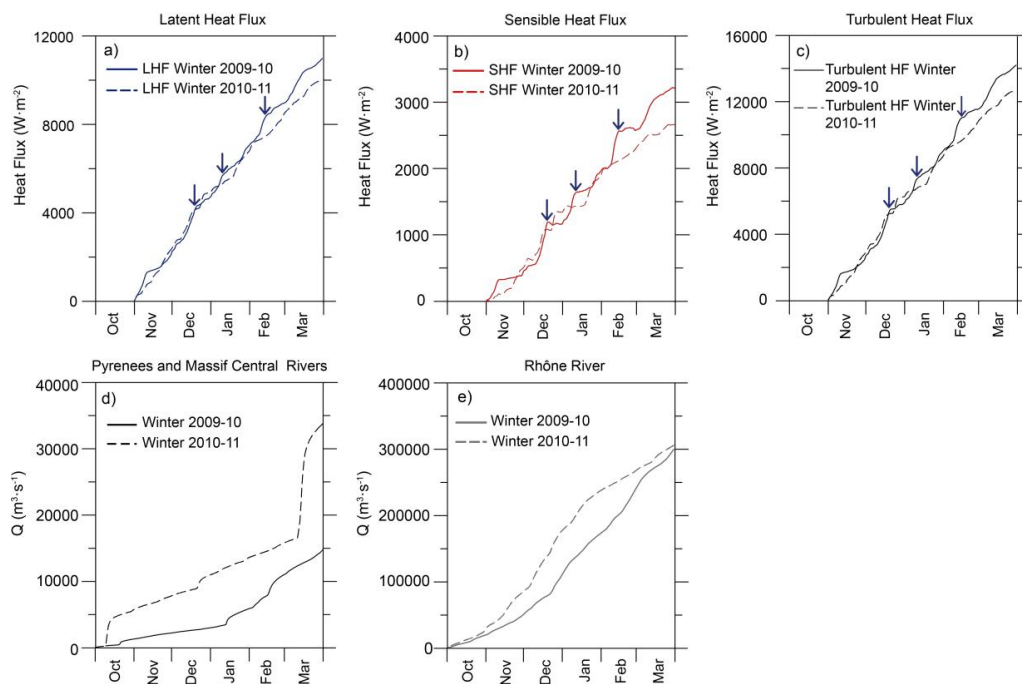 Latent Heat Flux
12000
8000
4000
0
Heat Flux (W·m⁻²)
a)
LHF Winter 2009-10
LHF Winter 2010-11
Oct
Nov
Dec
Jan
Feb
Mar
Sensible Heat Flux
4000
3000
2000
1000
0
Heat Flux (W·m⁻²)
b)
SHF Winter 2009-10
SHF Winter 2010-11
Oct
Nov
Dec
Jan
Feb
Mar
Turbulent Heat Flux
16000
12000
8000
4000
0
Heat Flux (W·m⁻²)
c)
Turbulent HF Winter
2009-10
Turbulent HF Winter
2010-11
Oct
Nov
Dec
Jan
Feb
Mar
Pyrenees and Massif Central Rivers
40000
30000
20000
10000
0
Q (m³·s⁻¹)
d)
Winter 2009-10
Winter 2010-11
Oct
Nov
Dec
Jan
Feb
Mar
Rhône River
400000
300000
200000
100000
0
Q (m³·s⁻¹)
e)
Winter 2009-10
Winter 2010-11
Oct
Nov
Dec
Jan
Feb
Mar